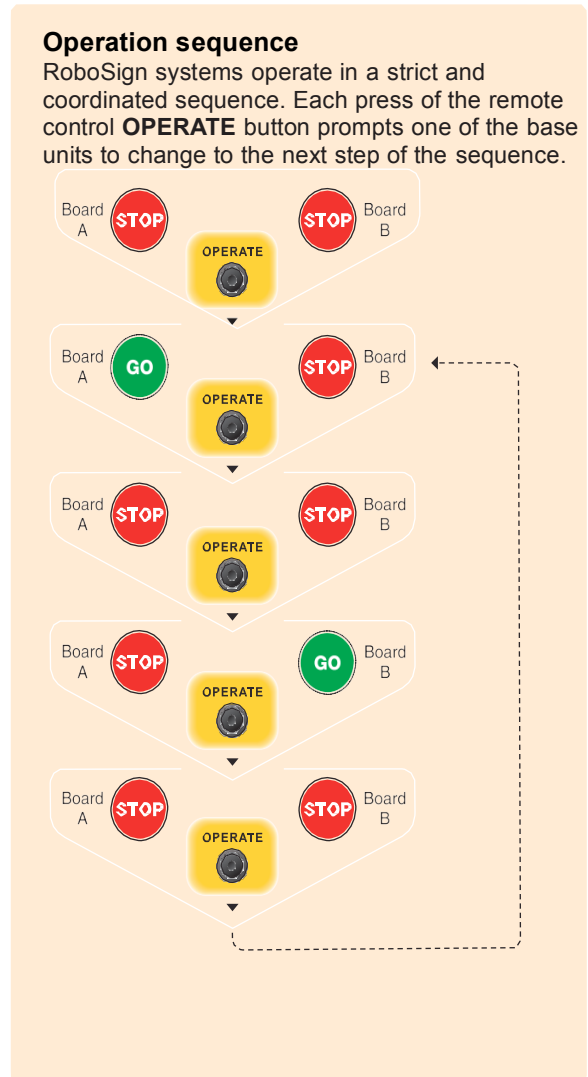 Operation sequence
RoboSign systems operate in a strict and
coordinated sequence. Each press of the remote
control OPERATE button prompts one of the base
units to change to the next step of the sequence.
Board A STOP STOP Board B
OPERATE
Board A GO STOP Board B
OPERATE
Board A STOP STOP Board B
OPERATE
Board A STOP GO Board B
OPERATE
Board A STOP STOP Board B
OPERATE